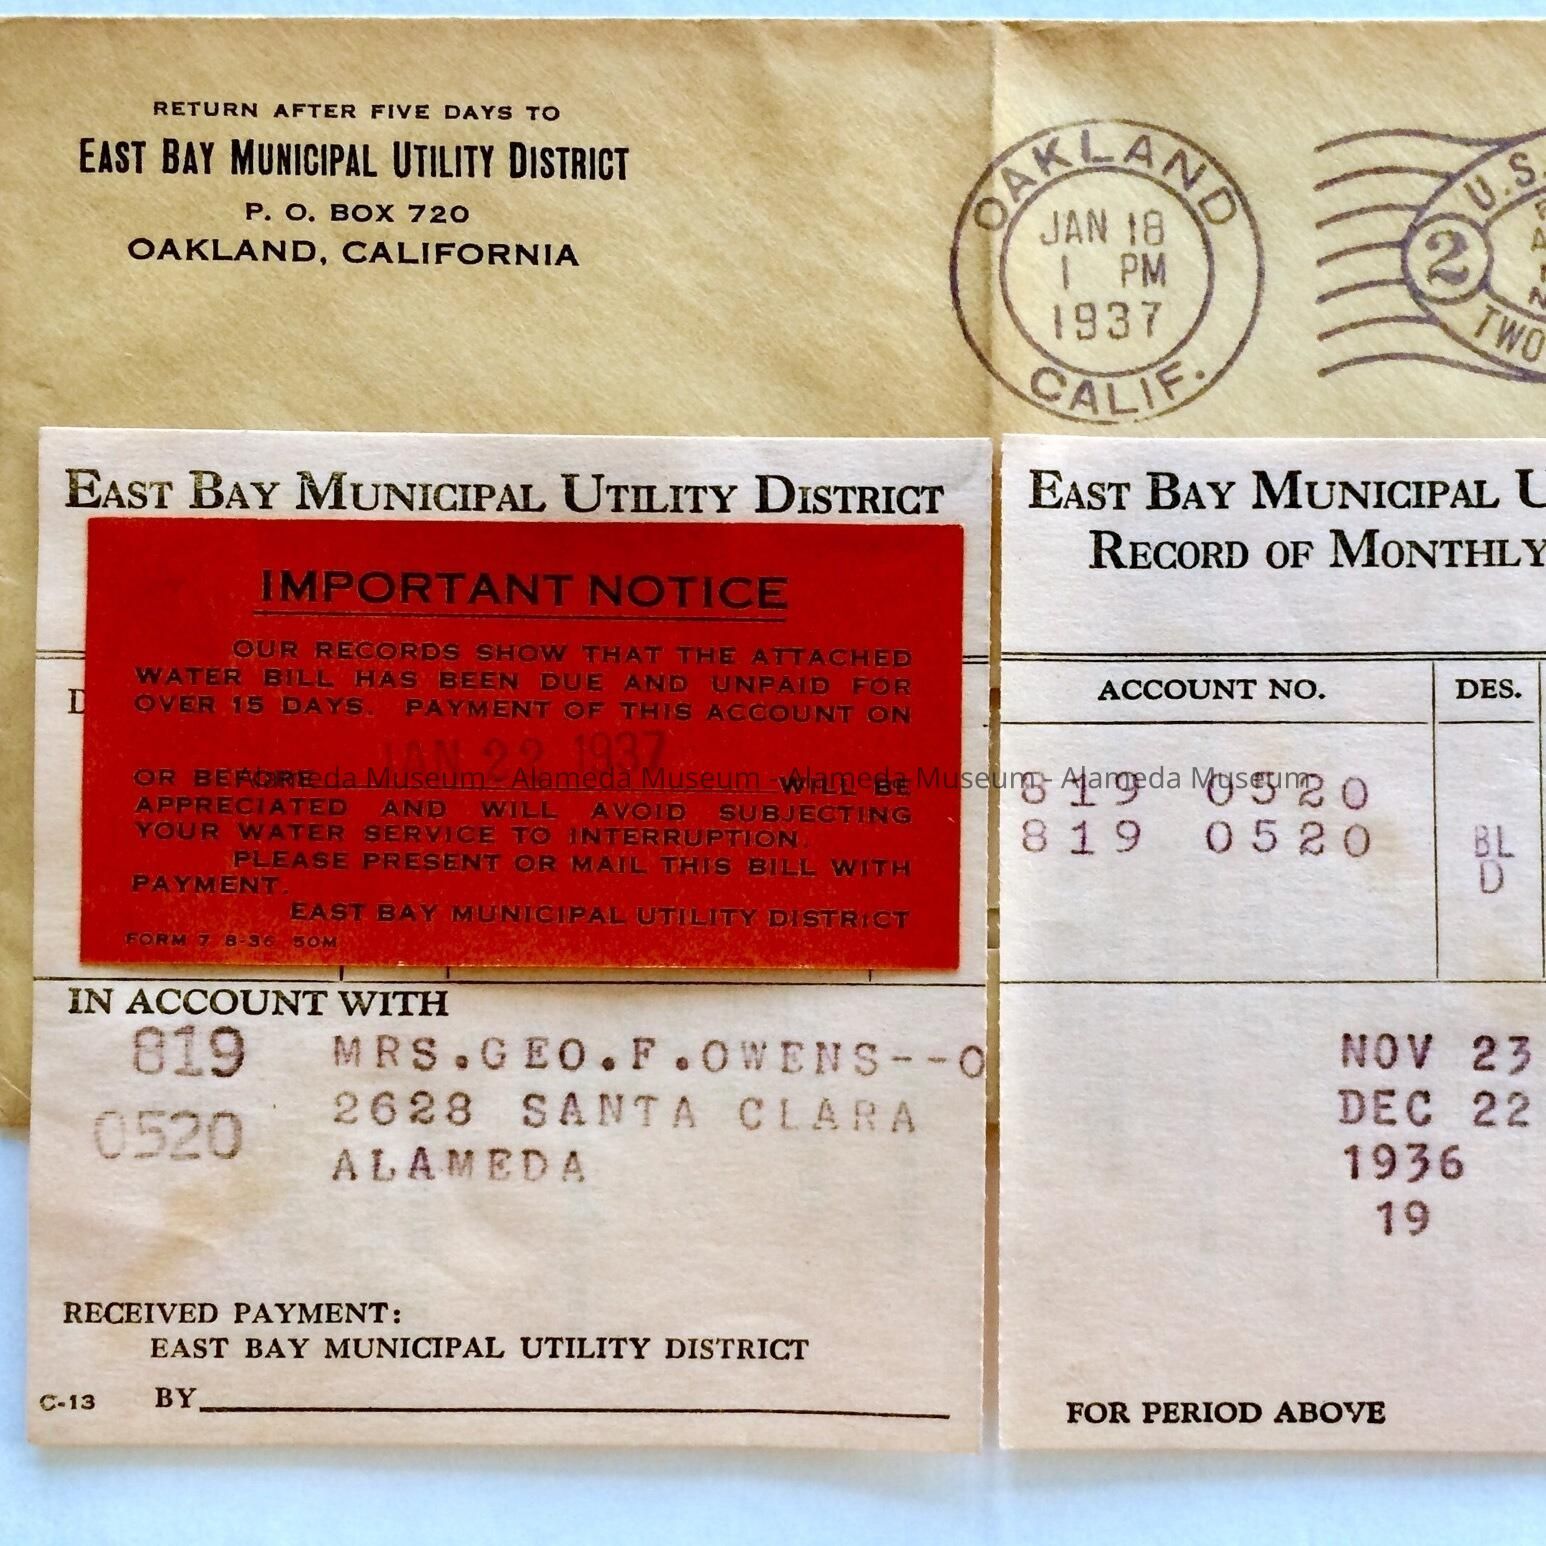 RETURN AFTER FIVE DAYS TO
EAST BAY MUNICIPAL UTILITY DISTRICT
P. O. BOX 720
OAKLAND, CALIFORNIA
OAKLAND
JAN 18
1 PM
1937
CALIF.
U.S.
2
TWO
EAST BAY MUNICIPAL UTILITY DISTRICT
IMPORTANT NOTICE
OUR RECORDS SHOW THAT THE ATTACHED
WATER BILL HAS BEEN DUE AND UNPAID FOR
OVER 15 DAYS. PAYMENT OF THIS ACCOUNT ON
JAN 22 1937
OR BEFORE WILL BE
APPRECIATED AND WILL AVOID SUBJECTING
YOUR WATER SERVICE TO INTERRUPTION.
PLEASE PRESENT OR MAIL THIS BILL WITH
PAYMENT.
EAST BAY MUNICIPAL UTILITY DISTRICT
FORM 7 8-36 50M
Alameda Museum - Alameda Museum - Alameda Museum - Alameda Museum
D
IN ACCOUNT WITH
819 MRS.GEO.F.OWENS--O
2628 SANTA CLARA
0520
ALAMEDA
RECEIVED PAYMENT:
EAST BAY MUNICIPAL UTILITY DISTRICT
C-13 BY
EAST BAY MUNICIPAL U
RECORD OF MONTHLY
ACCOUNT NO. DES.
819 0520
819 0520 BL
D
NOV 23
DEC 22
1936
19
FOR PERIOD ABOVE